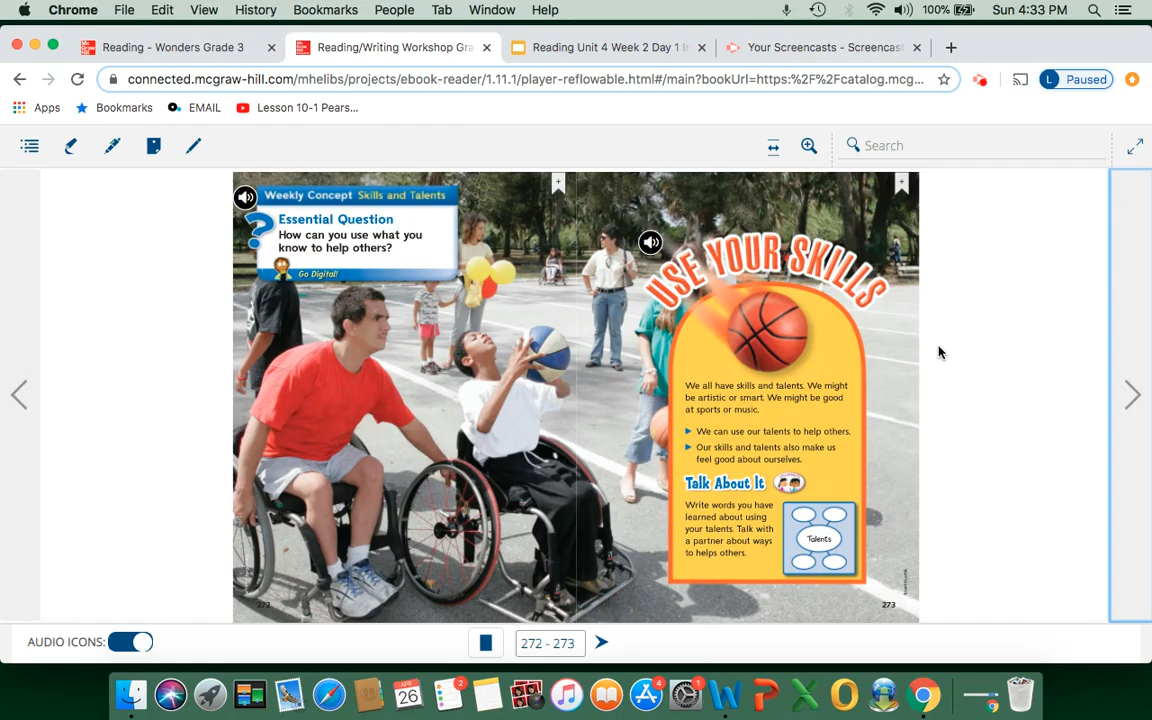 Chrome File Edit View History Bookmarks People Tab Window Help 100% Sun 4:33 PM
Reading - Wonders Grade 3 Reading/Writing Workshop Gra Reading Unit 4 Week 2 Day 1 I Your Screencasts - Screencast
connected.mcgraw-hill.com/mhelibs/projects/ebook-reader/1.11.1/player-reflowable.html#/main?bookUrl=https:%2F%2Fcatalog.mcg... L Paused
Apps Bookmarks EMAIL Lesson 10-1 Pears...
Search
Weekly Concept Skills and Talents
Essential Question
How can you use what you
know to help others?
Go Digital!
USE YOUR SKILLS
We all have skills and talents. We might
be artistic or smart. We might be good
at sports or music.
We can use our talents to help others.
Our skills and talents also make us
feel good about ourselves.
Talk About It
Write words you have
learned about using
your talents. Talk with
a partner about ways
to helps others.
Talents
272
273
AUDIO ICONS: 272 - 273
APR
26
2
4
1